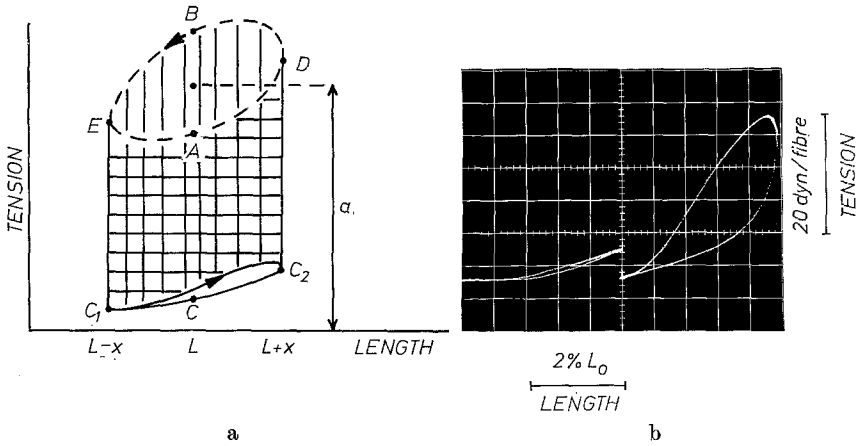 B
D
E
A
TENSION
a
C₂
C₁
C
L-x
L
L+x
LENGTH
a
20 dyn/fibre
TENSION
2% L₀
LENGTH
b